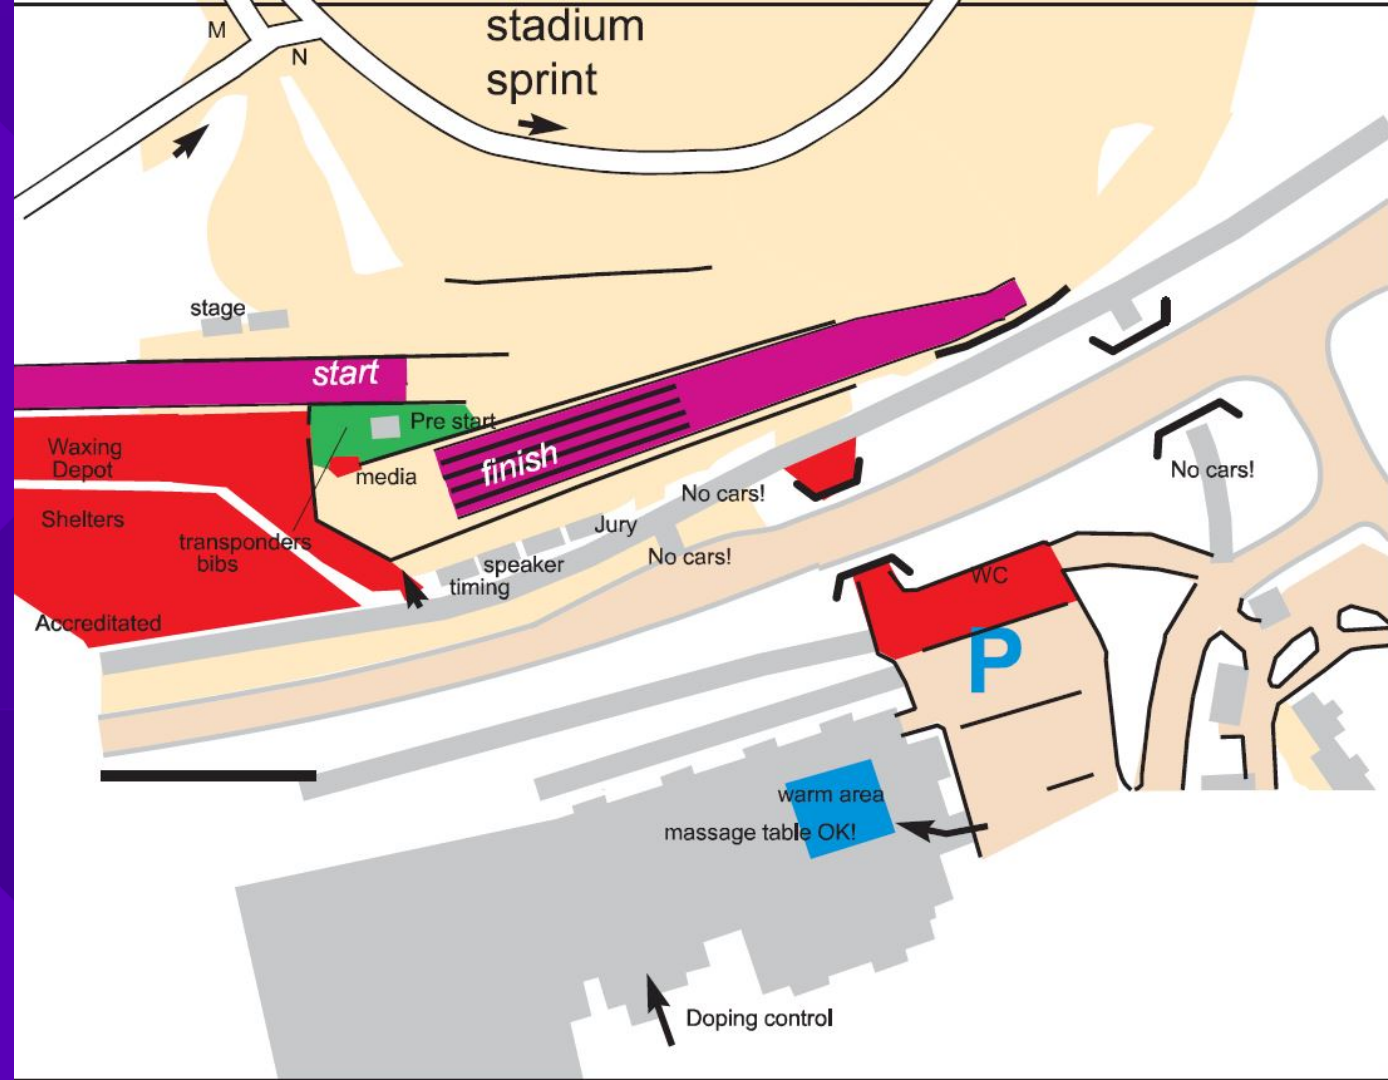 M
N
stadium
sprint
stage
start
Pre start
Waxing
Depot
media
finish
Shelters
transponders
bibs
No cars!
No cars!
Jury
No cars!
speaker
timing
WC
Accreditated
P
warm area
massage table OK!
Doping control